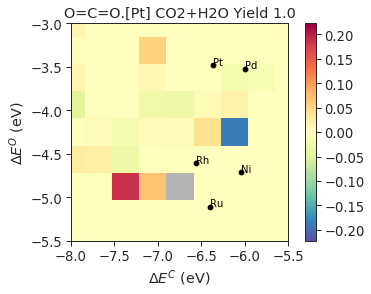 O=C=O.[Pt] CO2+H2O Yield 1.0
−3.0
−3.5
−4.0
−4.5
−5.0
−5.5
ΔE^O (eV)
Pt
Pd
Rh
Ni
Ru
−8.0 −7.5 −7.0 −6.5 −6.0 −5.5
ΔE^C (eV)
0.20
0.15
0.10
0.05
0.00
−0.05
−0.10
−0.15
−0.20